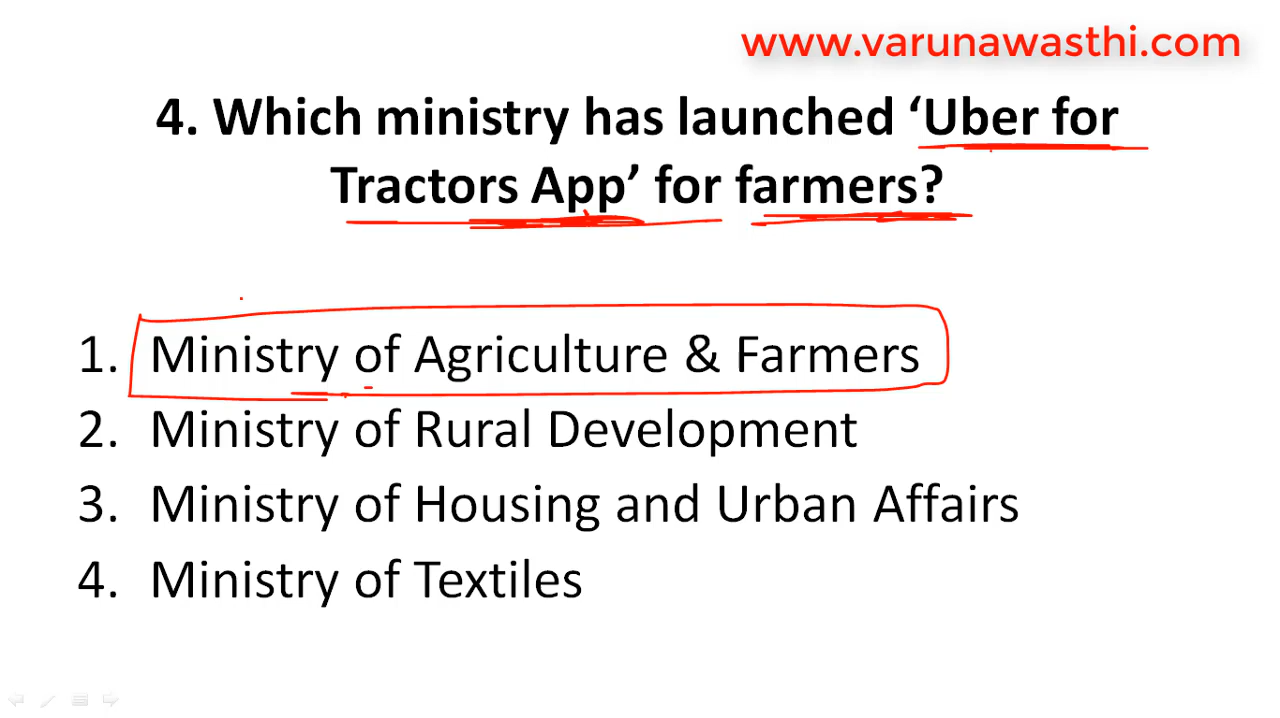 www.varunawasthi.com
4. Which ministry has launched ‘Uber for
Tractors App’ for farmers?
1. Ministry of Agriculture & Farmers
2. Ministry of Rural Development
3. Ministry of Housing and Urban Affairs
4. Ministry of Textiles